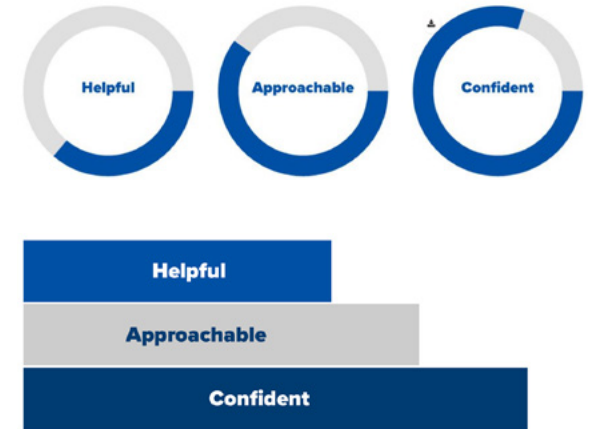 Helpful
Approachable
Confident
Helpful
Approachable
Confident